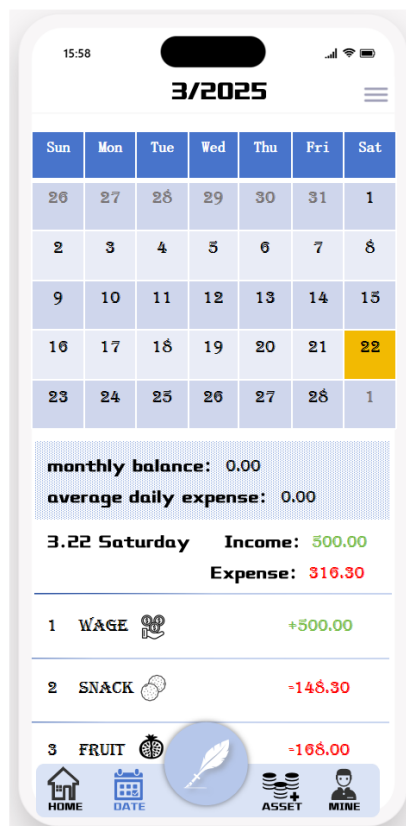 15:58
3/2025
Sun Mon Tue Wed Thu Fri Sat
26 27 28 29 30 31 1
2 3 4 5 6 7 8
9 10 11 12 13 14 15
16 17 18 19 20 21 22
23 24 25 26 27 28 1
monthly balance: 0.00
average daily expense: 0.00
3.22 Saturday Income: 500.00
Expense: 316.30
1 WAGE +500.00
2 SNACK -148.30
3 FRUIT -168.00
HOME DATE ASSET MINE